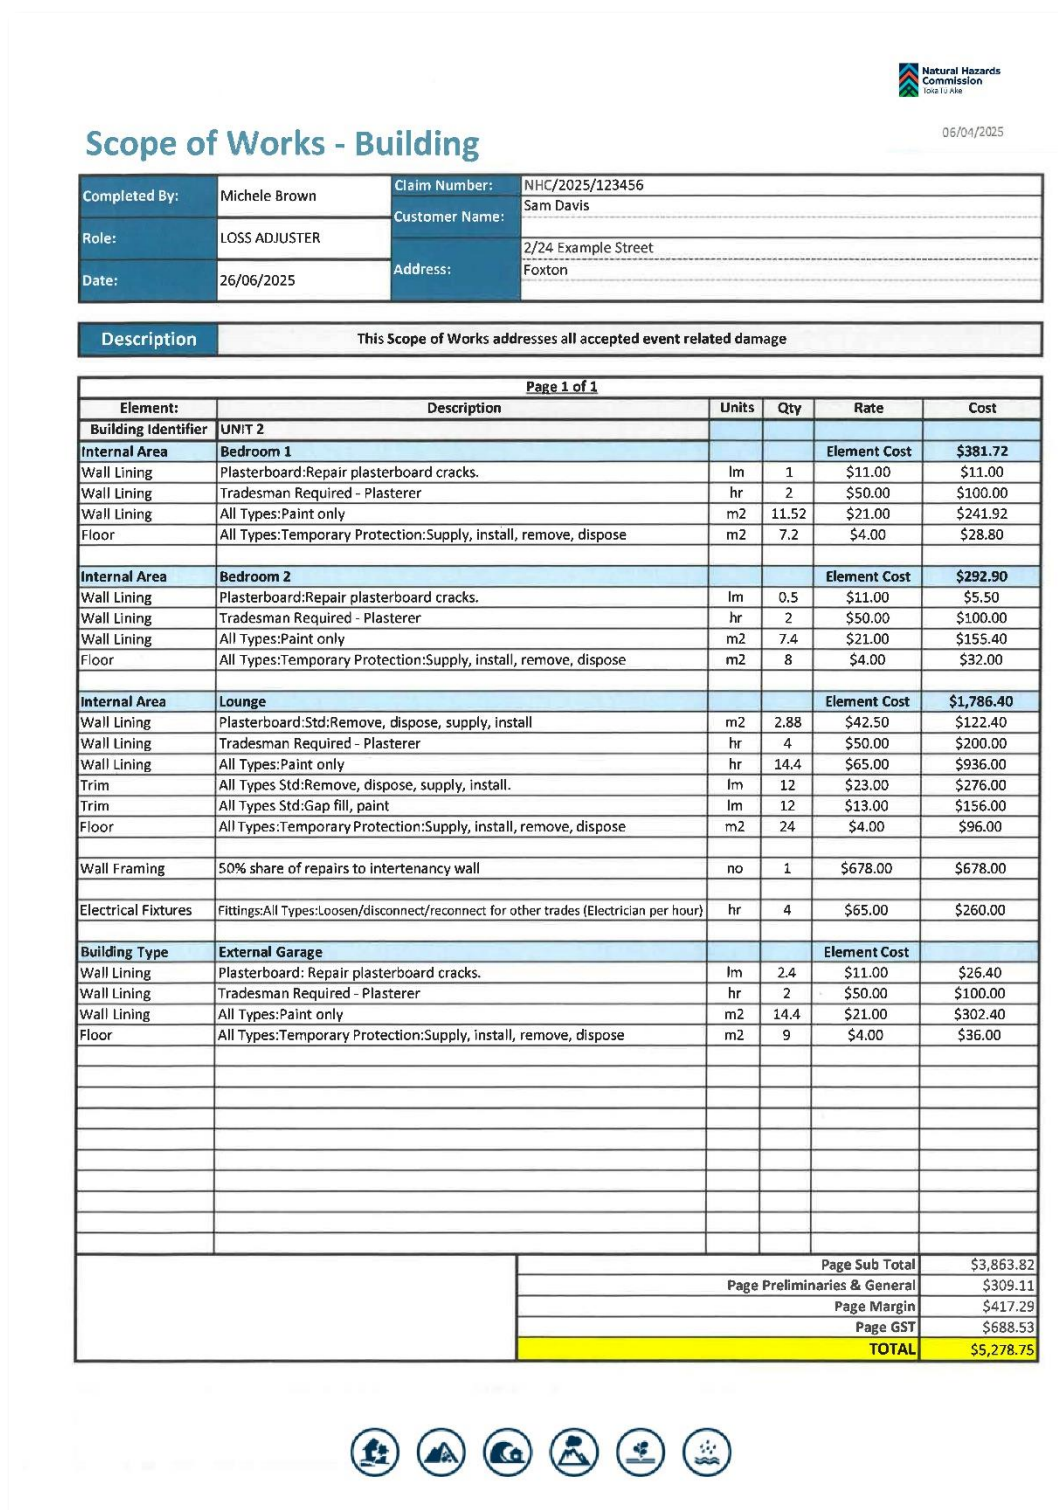 Natural Hazards
Commission
Toka Tū Ake
06/04/2025
Scope of Works - Building
Completed By: Michele Brown
Role: LOSS ADJUSTER
Date: 26/06/2025
Claim Number: NHC/2025/123456
Customer Name: Sam Davis
Address: 2/24 Example Street
Foxton
Description This Scope of Works addresses all accepted event related damage
Page 1 of 1
Element: Description Units Qty Rate Cost
Building Identifier UNIT 2
Internal Area Bedroom 1 Element Cost $381.72
Wall Lining Plasterboard:Repair plasterboard cracks. lm 1 $11.00 $11.00
Wall Lining Tradesman Required - Plasterer hr 2 $50.00 $100.00
Wall Lining All Types:Paint only m2 11.52 $21.00 $241.92
Floor All Types:Temporary Protection:Supply, install, remove, dispose m2 7.2 $4.00 $28.80
Internal Area Bedroom 2 Element Cost $292.90
Wall Lining Plasterboard:Repair plasterboard cracks. lm 0.5 $11.00 $5.50
Wall Lining Tradesman Required - Plasterer hr 2 $50.00 $100.00
Wall Lining All Types:Paint only m2 7.4 $21.00 $155.40
Floor All Types:Temporary Protection:Supply, install, remove, dispose m2 8 $4.00 $32.00
Internal Area Lounge Element Cost $1,786.40
Wall Lining Plasterboard:Std:Remove, dispose, supply, install m2 2.88 $42.50 $122.40
Wall Lining Tradesman Required - Plasterer hr 4 $50.00 $200.00
Wall Lining All Types:Paint only hr 14.4 $65.00 $936.00
Trim All Types Std:Remove, dispose, supply, install. lm 12 $23.00 $276.00
Trim All Types Std:Gap fill, paint lm 12 $13.00 $156.00
Floor All Types:Temporary Protection:Supply, install, remove, dispose m2 24 $4.00 $96.00
Wall Framing 50% share of repairs to intertenancy wall no 1 $678.00 $678.00
Electrical Fixtures Fittings:All Types:Loosen/disconnect/reconnect for other trades (Electrician per hour) hr 4 $65.00 $260.00
Building Type External Garage Element Cost
Wall Lining Plasterboard: Repair plasterboard cracks. lm 2.4 $11.00 $26.40
Wall Lining Tradesman Required - Plasterer hr 2 $50.00 $100.00
Wall Lining All Types:Paint only m2 14.4 $21.00 $302.40
Floor All Types:Temporary Protection:Supply, install, remove, dispose m2 9 $4.00 $36.00
Page Sub Total $3,863.82
Page Preliminaries & General $309.11
Page Margin $417.29
Page GST $688.53
TOTAL $5,278.75